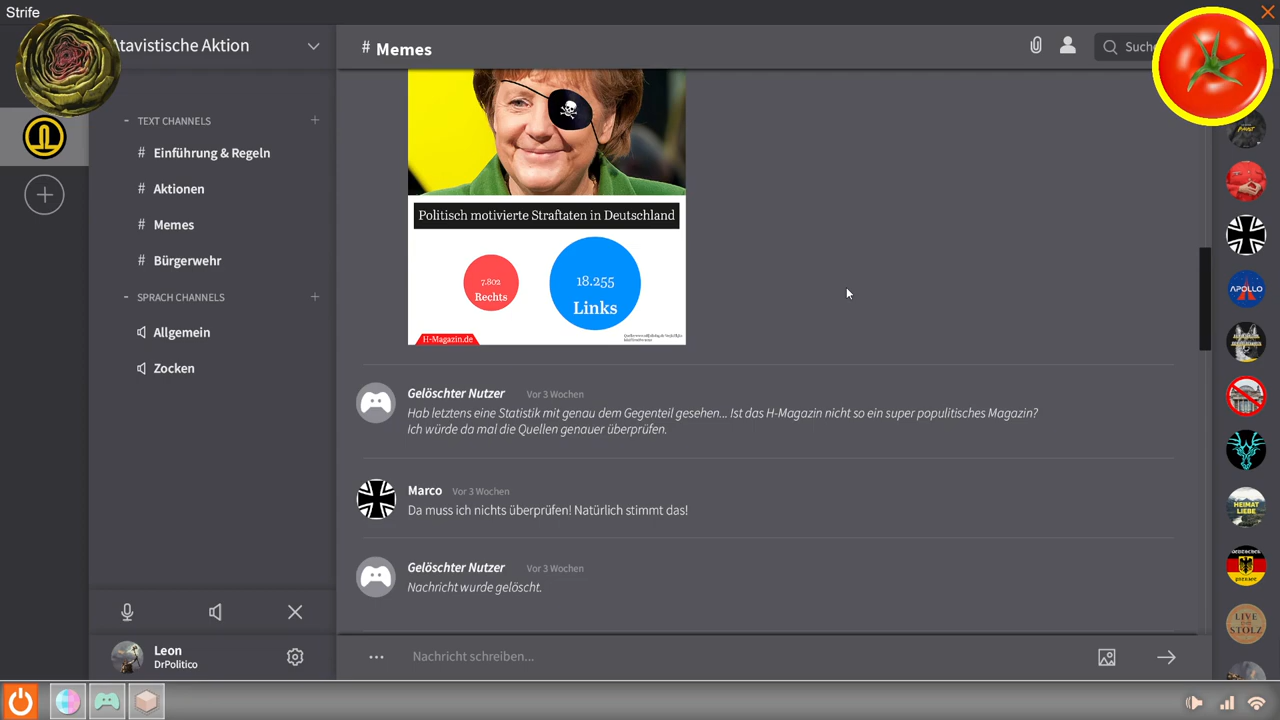 Strife
Atavistische Aktion
# Memes
Suche
TEXT CHANNELS
# Einführung & Regeln
# Aktionen
# Memes
# Bürgerwehr
SPRACH CHANNELS
Allgemein
Zocken
Leon
DrPolitico
Politisch motivierte Straftaten in Deutschland
7.802
Rechts
18.255
Links
H-Magazin.de
Gelöschter Nutzer Vor 3 Wochen
Hab letztens eine Statistik mit genau dem Gegenteil gesehen... Ist das H-Magazin nicht so ein super populitisches Magazin?
Ich würde da mal die Quellen genauer überprüfen.
Marco Vor 3 Wochen
Da muss ich nichts überprüfen! Natürlich stimmt das!
Gelöschter Nutzer Vor 3 Wochen
Nachricht wurde gelöscht.
Nachricht schreiben...
APOLLO
HEIMAT
LIEBE
LIVE
STOLZ